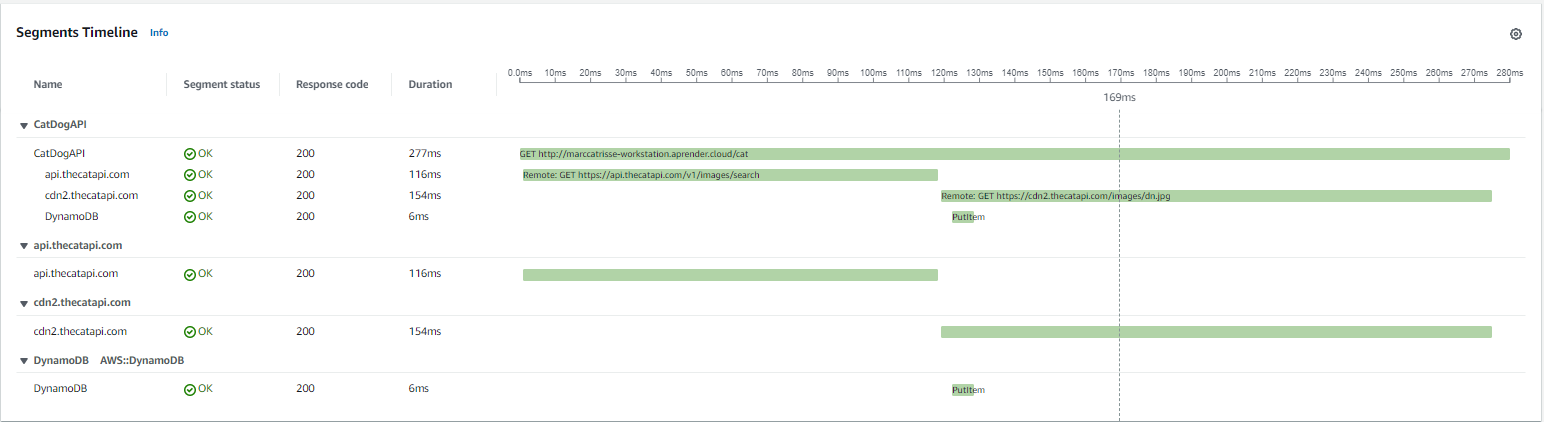 Segments Timeline Info
0.0ms 10ms 20ms 30ms 40ms 50ms 60ms 70ms 80ms 90ms 100ms 110ms 120ms 130ms 140ms 150ms 160ms 170ms 180ms 190ms 200ms 210ms 220ms 230ms 240ms 250ms 260ms 270ms 280ms
Name Segment status Response code Duration
169ms
CatDogAPI
CatDogAPI OK 200 277ms GET http://marccatrisse-workstation.aprender.cloud/cat
api.thecatapi.com OK 200 116ms Remote: GET https://api.thecatapi.com/v1/images/search
cdn2.thecatapi.com OK 200 154ms Remote: GET https://cdn2.thecatapi.com/images/dn.jpg
DynamoDB OK 200 6ms PutItem
api.thecatapi.com
api.thecatapi.com OK 200 116ms
cdn2.thecatapi.com
cdn2.thecatapi.com OK 200 154ms
DynamoDB AWS::DynamoDB
DynamoDB OK 200 6ms PutItem